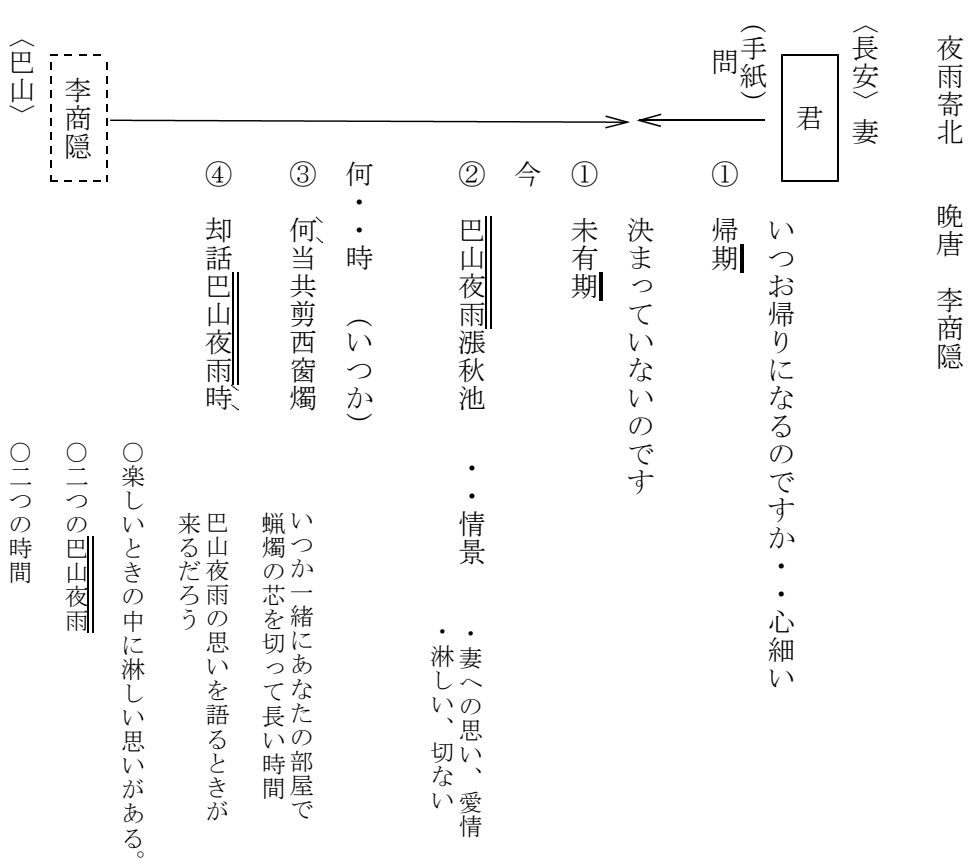 夜雨寄北　晩唐　李商隠
〈長安〉妻
君
いつお帰りになるのですか・・心細い
(手紙)
問
①　帰期
決まっていないのです
①　未有期
今
②　巴山夜雨漲秋池　・・情景
・妻への思い、愛情
・淋しい、切ない
何・・時　(いつか)
③　何当共剪西窗燭
いつか一緒にあなたの部屋で
蝋燭の芯を切って長い時間
④　却話巴山夜雨時
巴山夜雨の思いを語るときが
来るだろう
李商隠
〈巴山〉
○楽しいときの中に淋しい思いがある。
○二つの巴山夜雨
○二つの時間